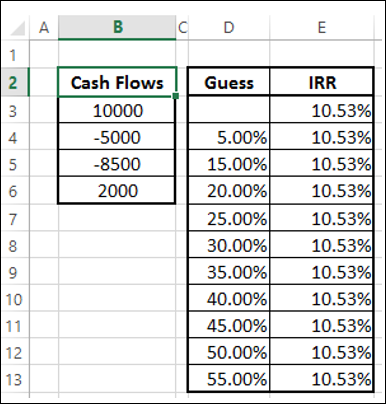 A B C D E
1
2 Cash Flows Guess IRR
3 10000 10.53%
4 -5000 5.00% 10.53%
5 -8500 15.00% 10.53%
6 2000 20.00% 10.53%
7 25.00% 10.53%
8 30.00% 10.53%
9 35.00% 10.53%
10 40.00% 10.53%
11 45.00% 10.53%
12 50.00% 10.53%
13 55.00% 10.53%